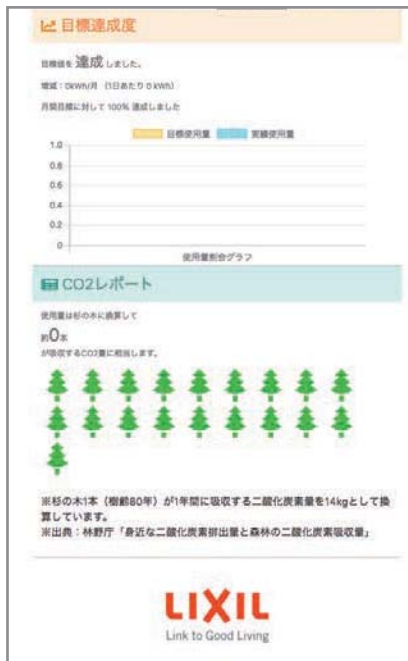 目標達成度
目標値を 達成 しました。
増減：0kWh/月 （1日あたり 0 kWh）
月間目標に対して 100% 達成しました
目標使用量 実績使用量
1.0
0.8
0.6
0.4
0.2
0
使用量割合グラフ
CO2レポート
使用量は杉の木に換算して
約0本
が吸収するCO2量に相当します。
※杉の木1本（樹齢80年）が1年間に吸収する二酸化炭素量を14kgとして換
算しています。
※出典：林野庁「身近な二酸化炭素排出量と森林の二酸化炭素吸収量」
LIXIL
Link to Good Living